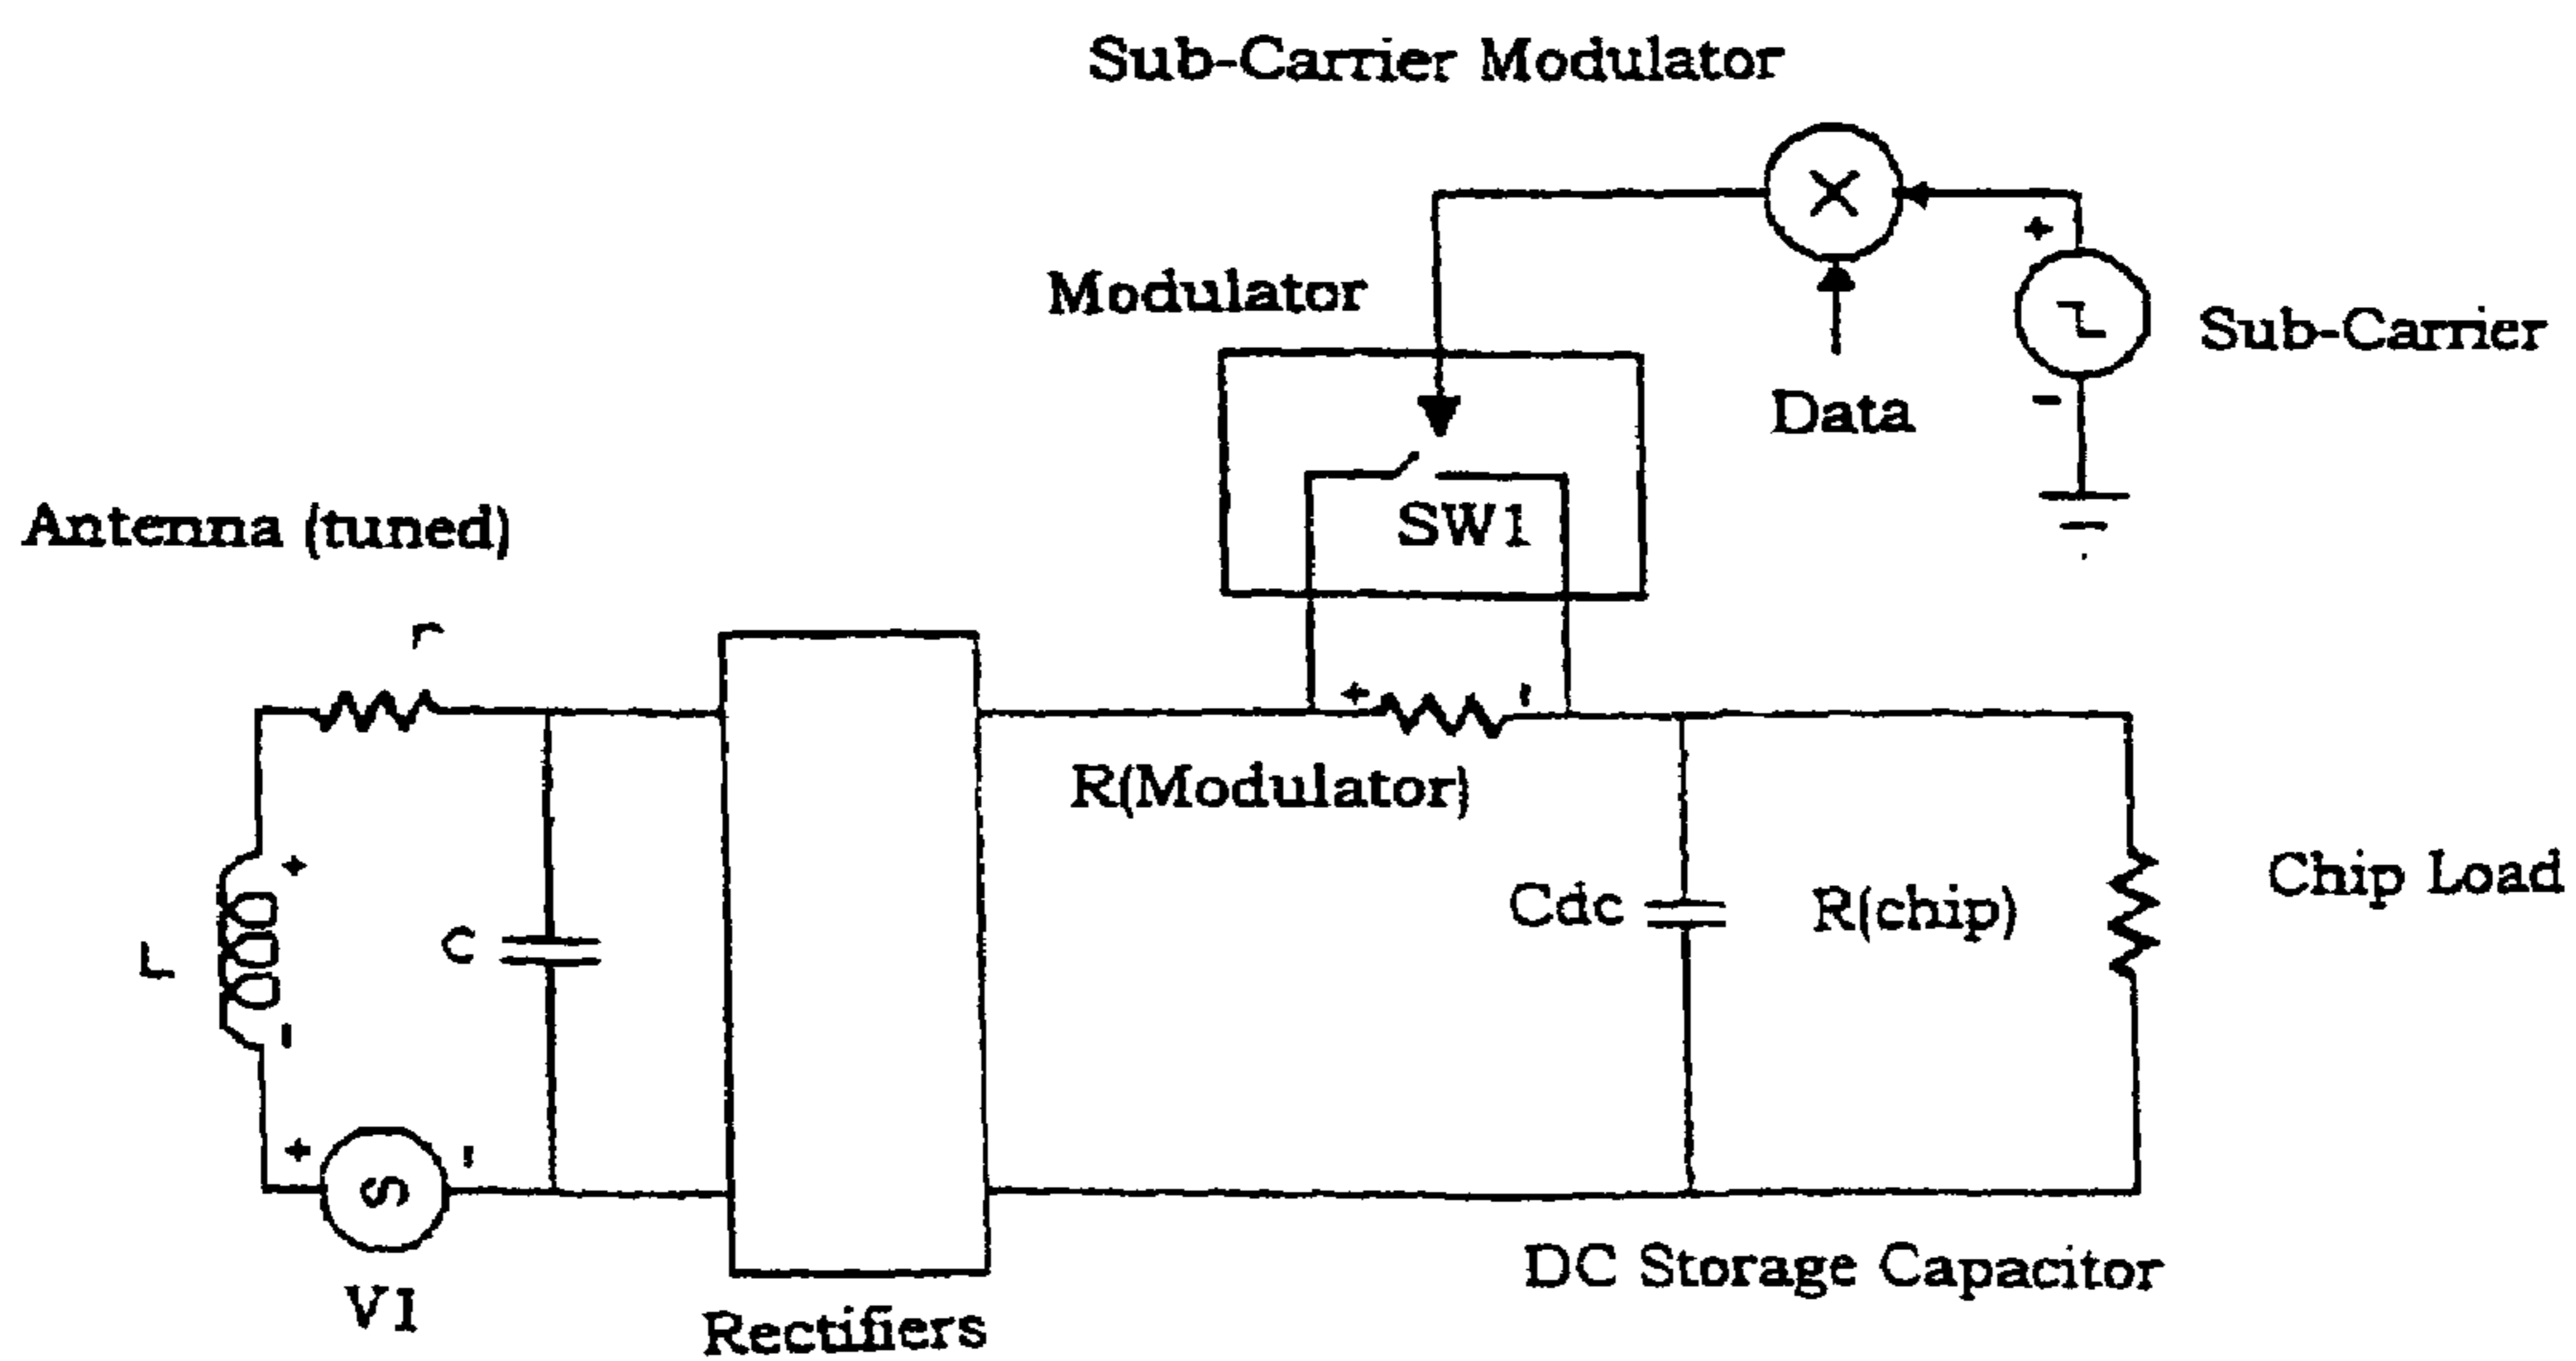 Sub-Carrier Modulator
Modulator
Sub-Carrier
Data
SW1
Antenna (tuned)
r
+ -
+ -
R(Modulator)
L
+
-
C
Cdc
R(chip)
Chip Load
+ -
S
V1
Rectifiers
DC Storage Capacitor